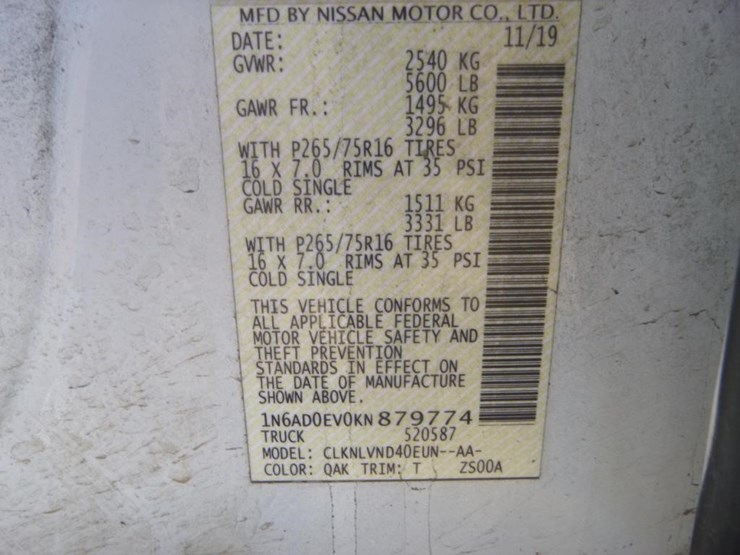 MFD BY NISSAN MOTOR CO., LTD.
DATE: 11/19
GVWR: 2540 KG
5600 LB
GAWR FR.: 1495 KG
3296 LB
WITH P265/75R16 TIRES
16 X 7.0 RIMS AT 35 PSI
COLD SINGLE
GAWR RR.: 1511 KG
3331 LB
WITH P265/75R16 TIRES
16 X 7.0 RIMS AT 35 PSI
COLD SINGLE
THIS VEHICLE CONFORMS TO
ALL APPLICABLE FEDERAL
MOTOR VEHICLE SAFETY AND
THEFT PREVENTION
STANDARDS IN EFFECT ON
THE DATE OF MANUFACTURE
SHOWN ABOVE.
1N6AD0EV0KN879774
TRUCK 520587
MODEL: CLKNLVND40EUN--AA-
COLOR: QAK TRIM: T ZS00A